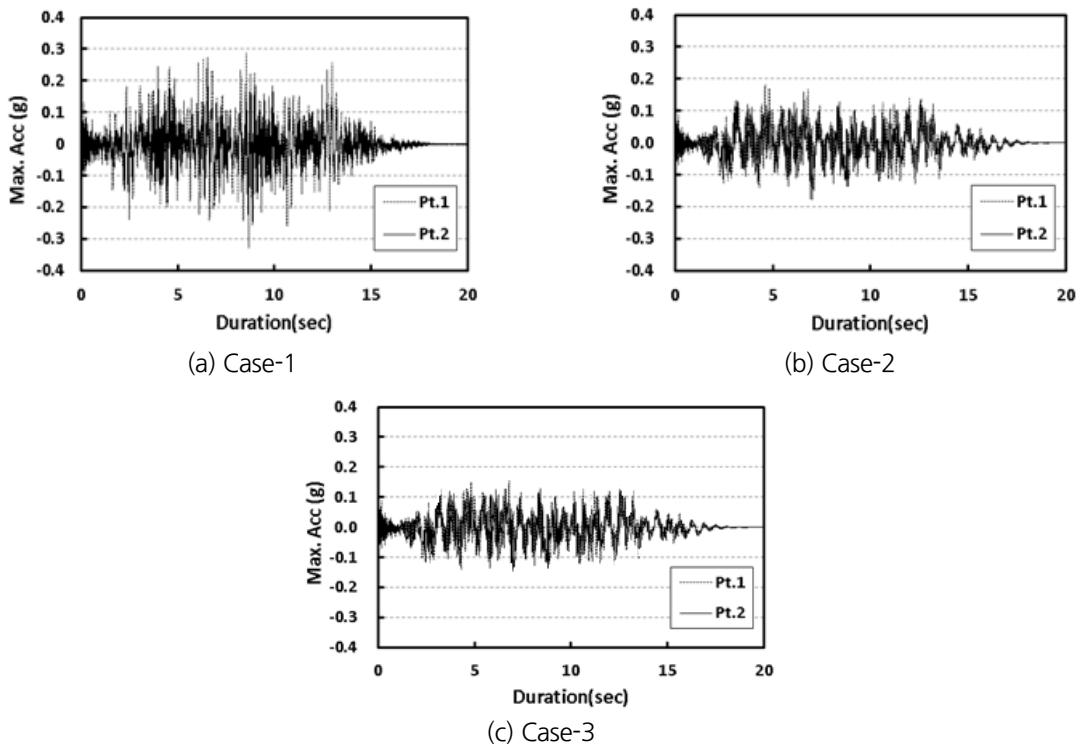 0.4
0.3
0.2
0.1
0
-0.1
-0.2
-0.3
-0.4
Max. Acc (g)
Pt.1
Pt.2
0 5 10 15 20
Duration(sec)
(a) Case-1
0.4
0.3
0.2
0.1
0
-0.1
-0.2
-0.3
-0.4
Max. Acc (g)
Pt.1
Pt.2
0 5 10 15 20
Duration(sec)
(b) Case-2
0.4
0.3
0.2
0.1
0.0
-0.1
-0.2
-0.3
-0.4
Max. Acc (g)
Pt.1
Pt.2
0 5 10 15 20
Duration(sec)
(c) Case-3